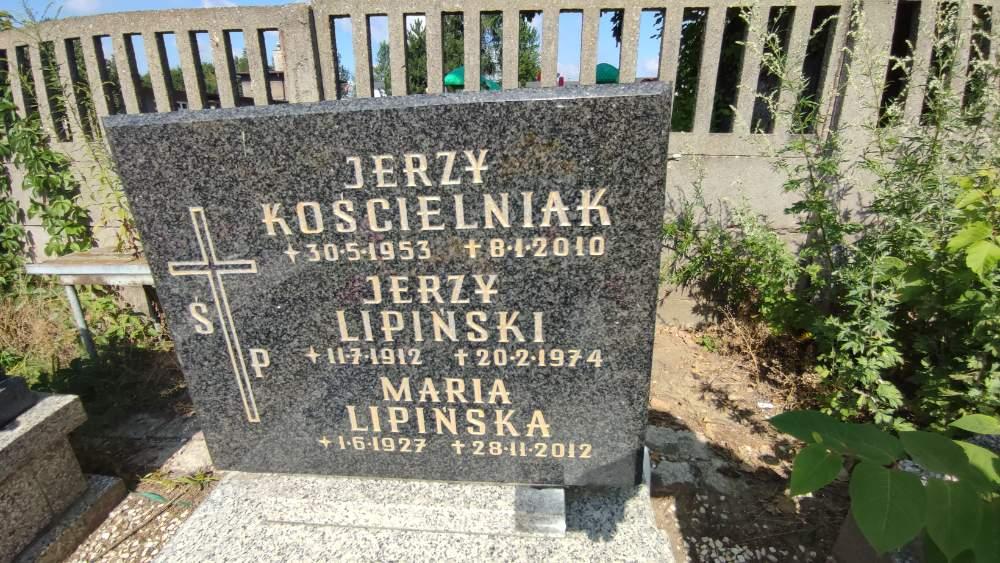 Ś P
JERZY
KOŚCIELNIAK
+30·5·1953 +8·1·2010
JERZY
LIPIŃSKI
+11·7·1912 +20·2·1974
MARIA
LIPIŃSKA
+1·6·1927 +28·11·2012